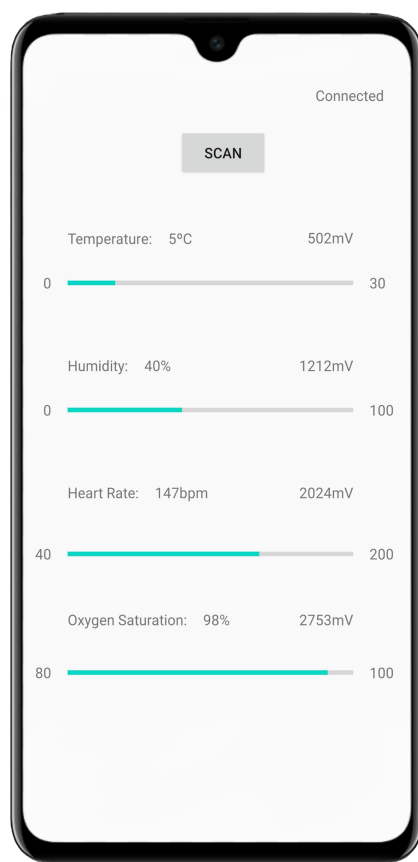 Connected
SCAN
Temperature: 5ºC 502mV
0 30
Humidity: 40% 1212mV
0 100
Heart Rate: 147bpm 2024mV
40 200
Oxygen Saturation: 98% 2753mV
80 100